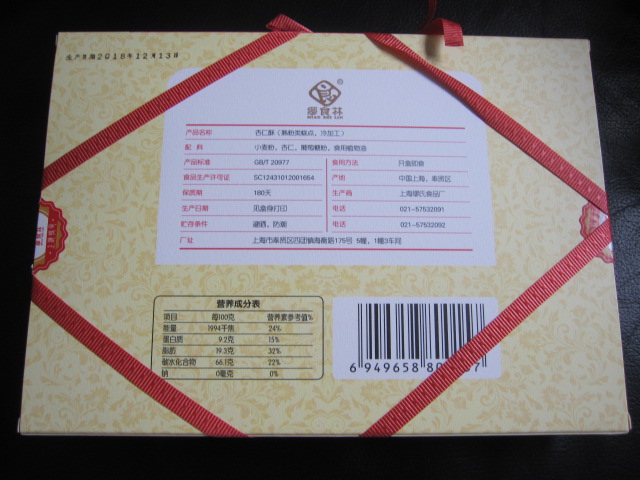 生产日期2018年12月13日
®
食林
产品名称 杏仁酥（熟粉类糕点，冷加工）
配 料 小麦粉、杏仁、葡萄糖粉、食用植物油
产品标准 GB/T 20977 食用方法 开盒即食
食品生产许可证 SC12431012001654 产地 中国上海，奉贤区
保质期 180天 生产商 上海缪氏食品厂
生产日期 见盒身打印 电话 021-57532091
贮存条件 避晒，防潮 电话 021-57532092
厂址 上海市奉贤区四团镇海斋路175号 5幢，1幢3车间
营养成分表
项目 每100克 营养素参考值%
能量 1994千焦 24%
蛋白质 9.2克 15%
脂肪 19.3克 32%
碳水化合物 66.1克 22%
钠 0毫克 0%
6 949658 80